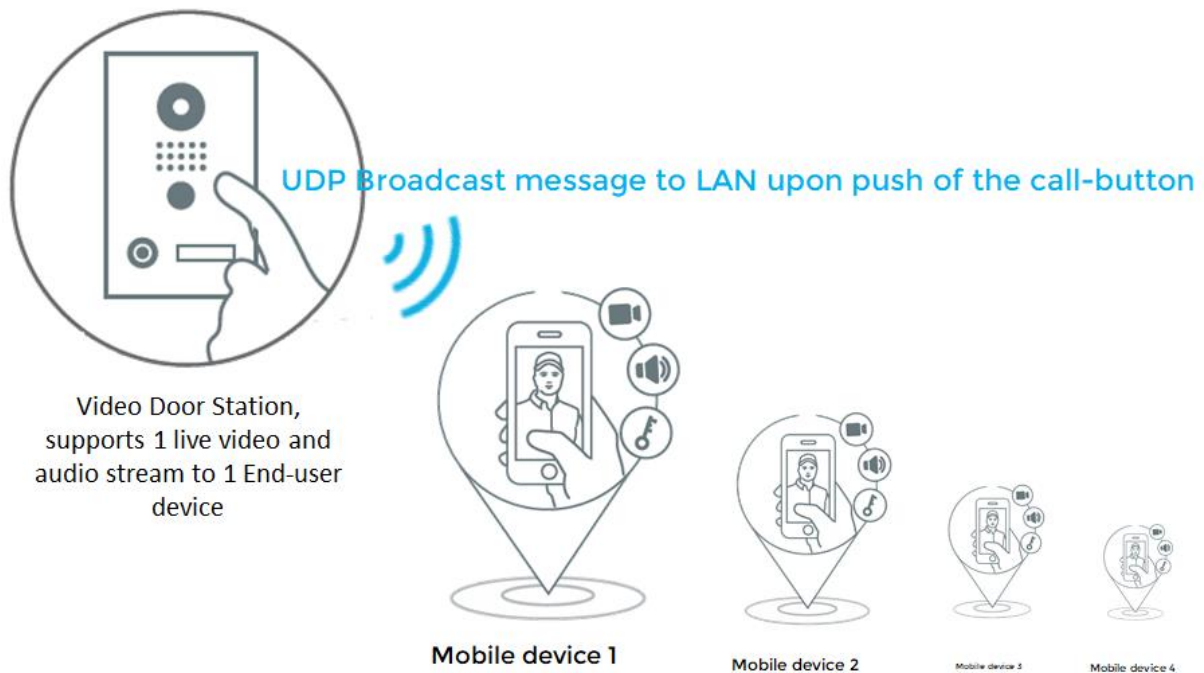 UDP Broadcast message to LAN upon push of the call-button
Video Door Station,
supports 1 live video and
audio stream to 1 End-user
device
Mobile device 1
Mobile device 2
Mobile device 3
Mobile device 4